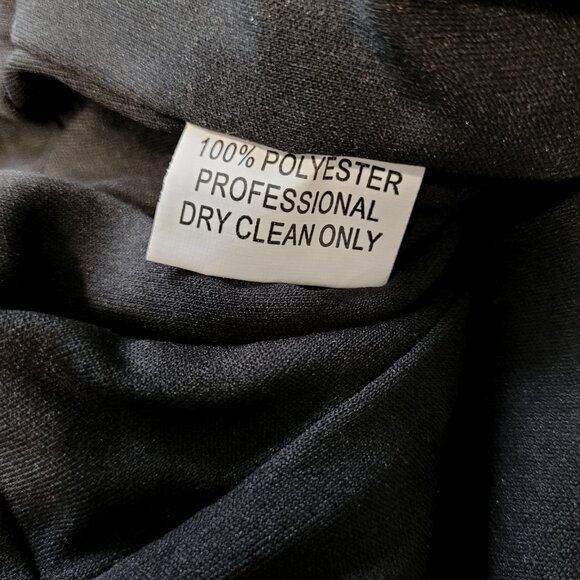 100% POLYESTER
PROFESSIONAL
DRY CLEAN ONLY